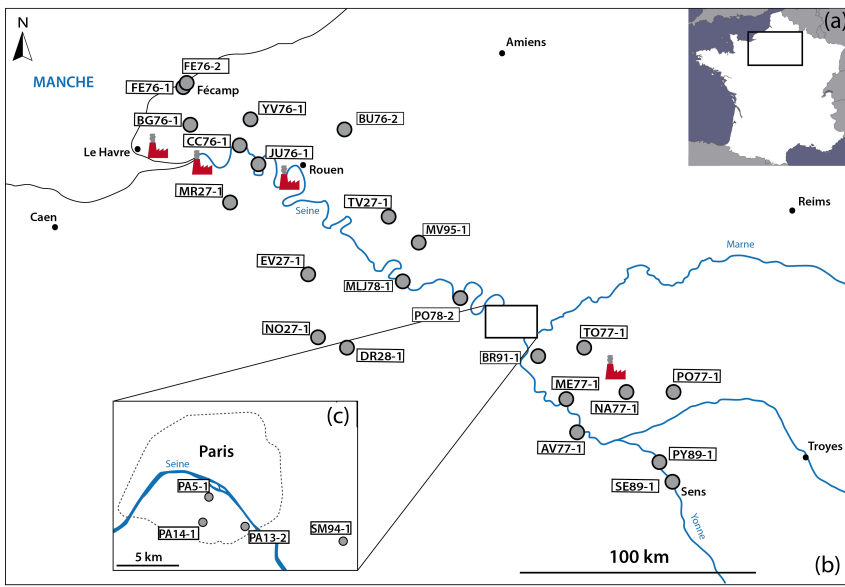 N
(a)
FE76-2
Amiens
MANCHE
FE76-1
Fécamp
YV76-1
BG76-1
BU76-2
CC76-1
Le Havre
JU76-1
Rouen
MR27-1
Seine
TV27-1
Reims
Caen
MV95-1
Marne
EV27-1
MLJ78-1
PO78-2
NO27-1
TO77-1
DR28-1
BR91-1
ME77-1
PO77-1
NA77-1
(c)
Paris
AV77-1
Troyes
Seine
PY89-1
PA5-1
SE89-1
Sens
PA14-1
PA13-2
SM94-1
Yonne
5 km
100 km
(b)